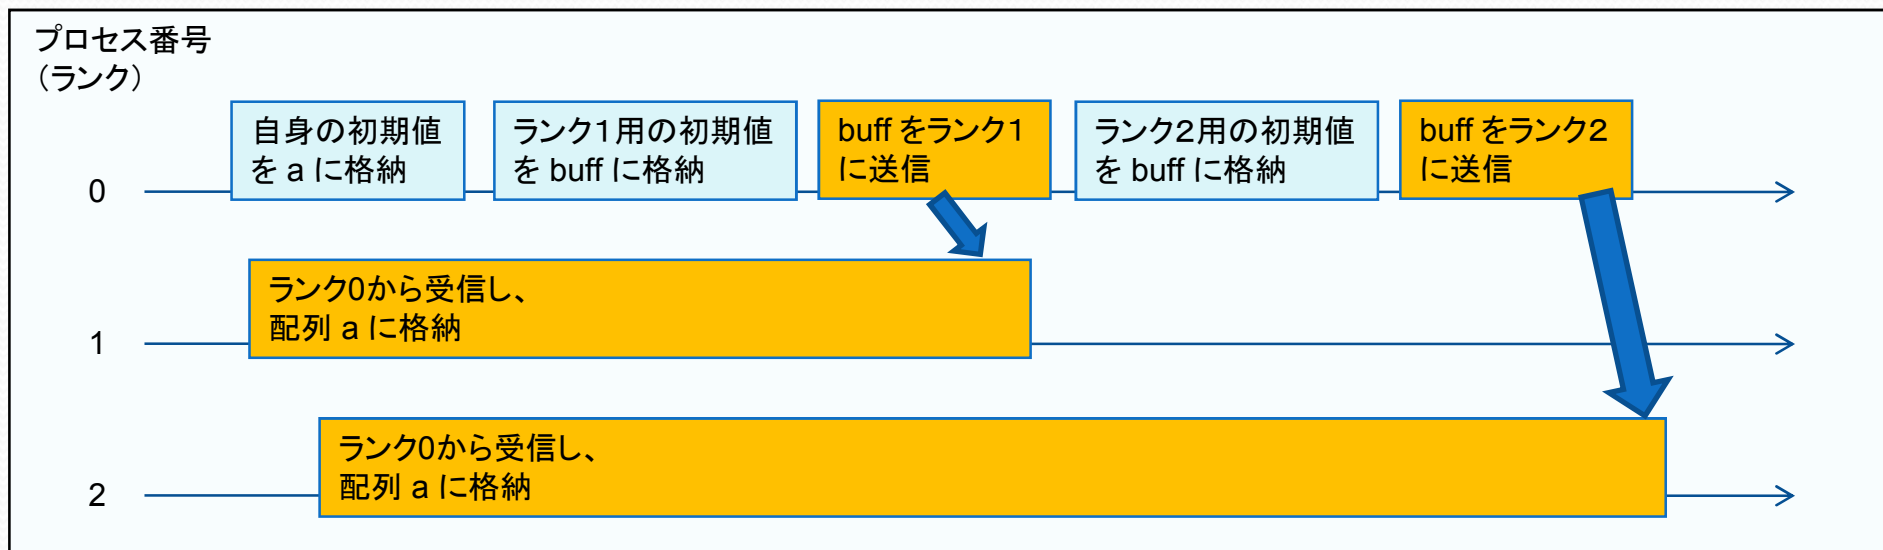 プロセス番号
（ランク）
自身の初期値
を a に格納
ランク１用の初期値
を buff に格納
buff をランク１
に送信
ランク２用の初期値
を buff に格納
buff をランク２
に送信
0
ランク0から受信し、
配列 a に格納
1
ランク0から受信し、
配列 a に格納
2